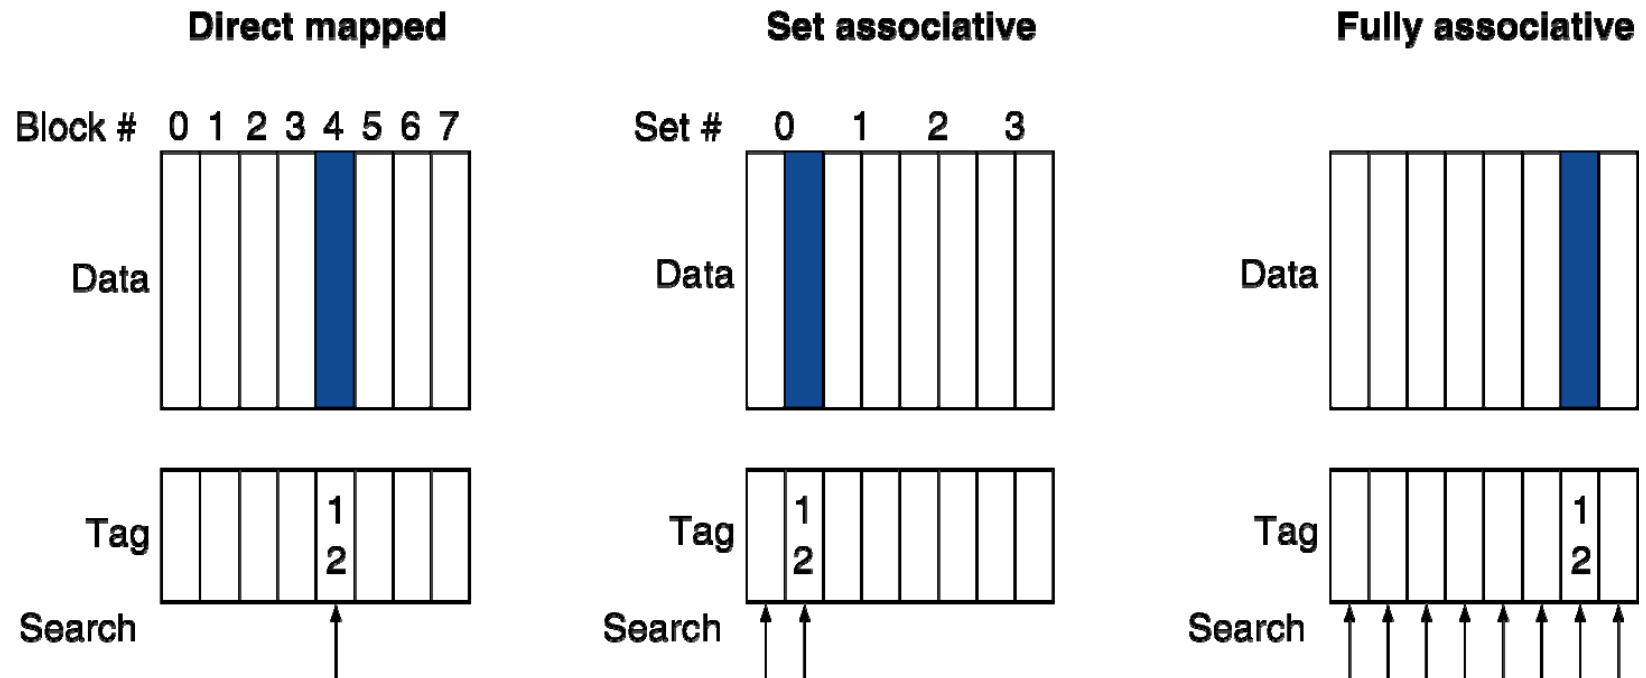 Direct mapped
Set associative
Fully associative
Block # 0 1 2 3 4 5 6 7
Set # 0 1 2 3
Data
Data
Data
Tag
1
2
Tag
1
2
Tag
1
2
Search
Search
Search